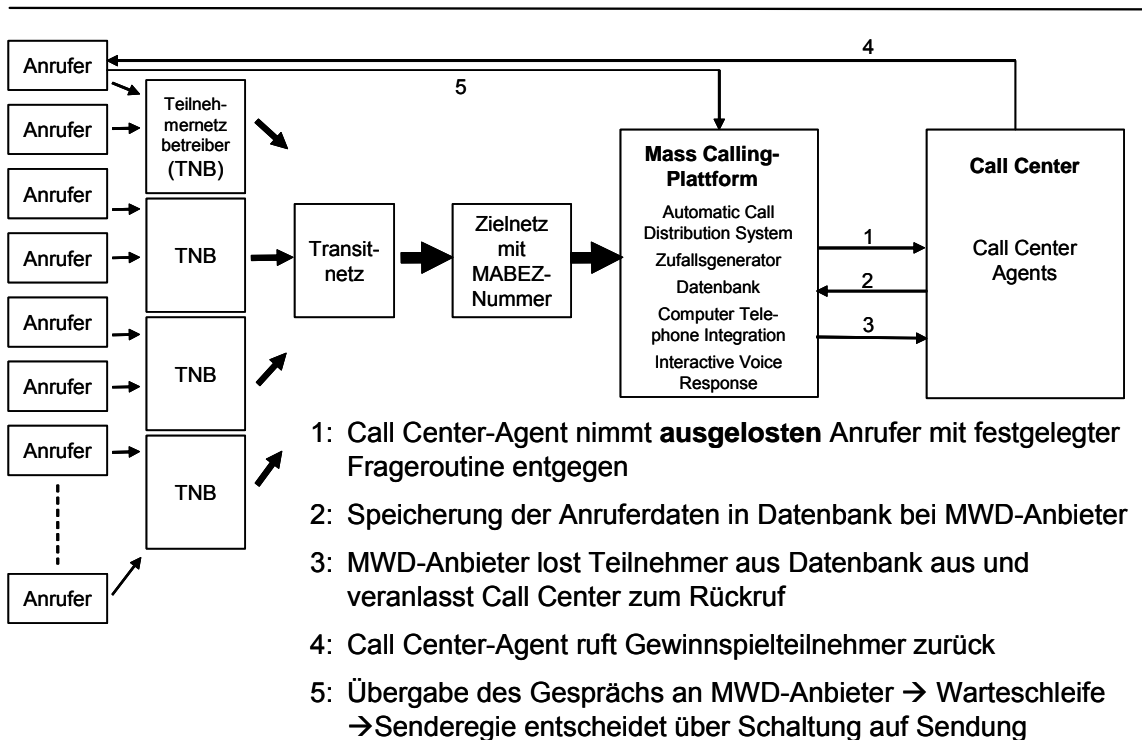 4
Anrufer
5
Teilneh-
mernetz
betreiber
(TNB)
Anrufer
Anrufer
Anrufer
TNB
Anrufer
Anrufer
TNB
Anrufer
TNB
Anrufer
Transit-
netz
Zielnetz
mit
MABEZ-
Nummer
Mass Calling-
Plattform
Automatic Call
Distribution System
Zufallsgenerator
Datenbank
Computer Tele-
phone Integration
Interactive Voice
Response
1
2
3
Call Center
Call Center
Agents
1: Call Center-Agent nimmt ausgelosten Anrufer mit festgelegter
Frageroutine entgegen
2: Speicherung der Anruferdaten in Datenbank bei MWD-Anbieter
3: MWD-Anbieter lost Teilnehmer aus Datenbank aus und
veranlasst Call Center zum Rückruf
4: Call Center-Agent ruft Gewinnspielteilnehmer zurück
5: Übergabe des Gesprächs an MWD-Anbieter → Warteschleife
→Senderegie entscheidet über Schaltung auf Sendung